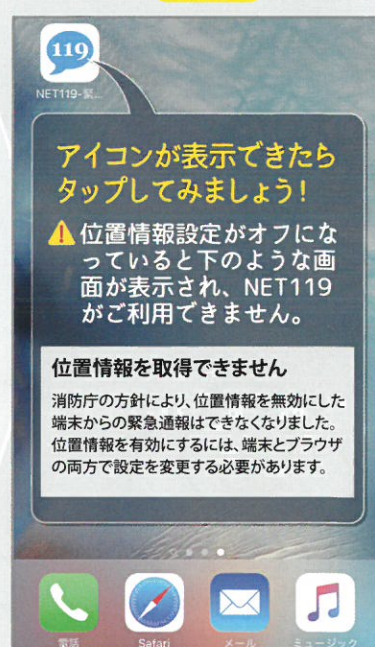 119
NET119-緊...
アイコンが表示できたら
タップしてみましょう!
位置情報設定がオフにな
っていると下のような画
面が表示され、NET119
がご利用できません。
位置情報を取得できません
消防庁の方針により、位置情報を無効にした
端末からの緊急通報はできなくなりました。
位置情報を有効にするには、端末とブラウザ
の両方で設定を変更する必要があります。
電話 Safari メール ミュージック